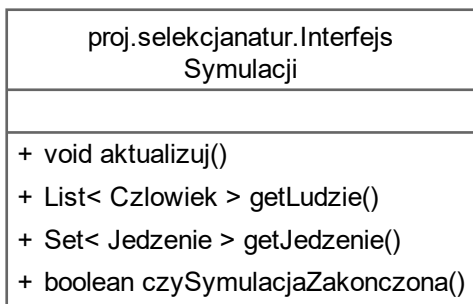 proj.selekcjanatur.Interfejs
Symulacji
+ void aktualizuj()
+ List< Czlowiek > getLudzie()
+ Set< Jedzenie > getJedzenie()
+ boolean czySymulacjaZakonczona()